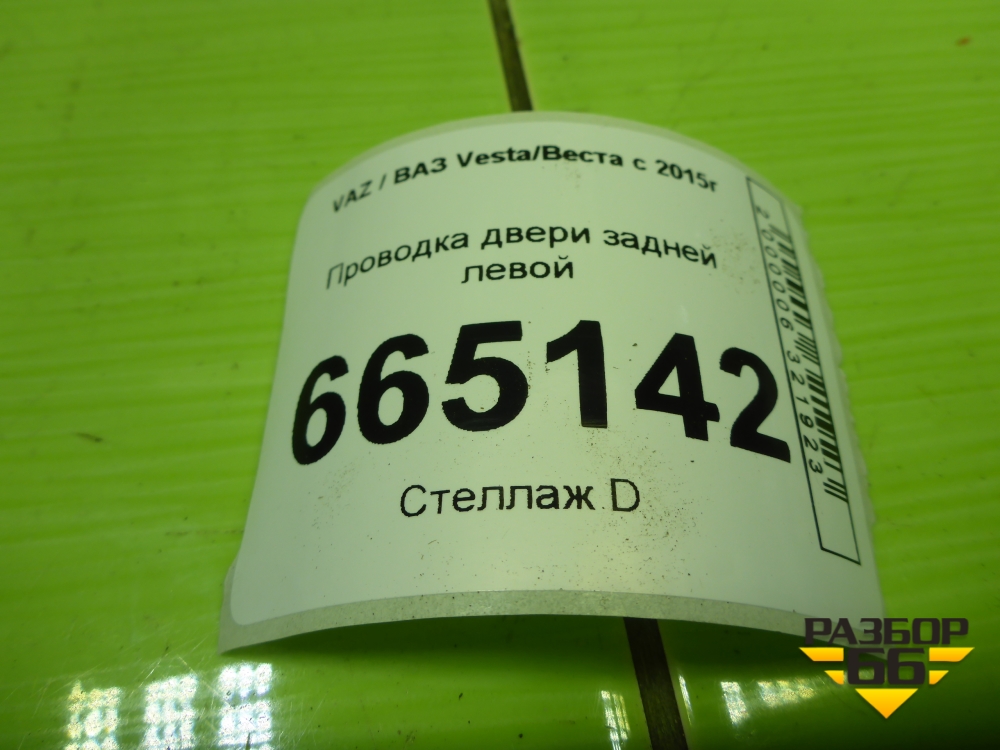 VAZ / ВАЗ Vesta/Веста с 2015г
Проводка двери задней
левой
665142
Стеллаж D
2000006321923
РАЗБОР
66